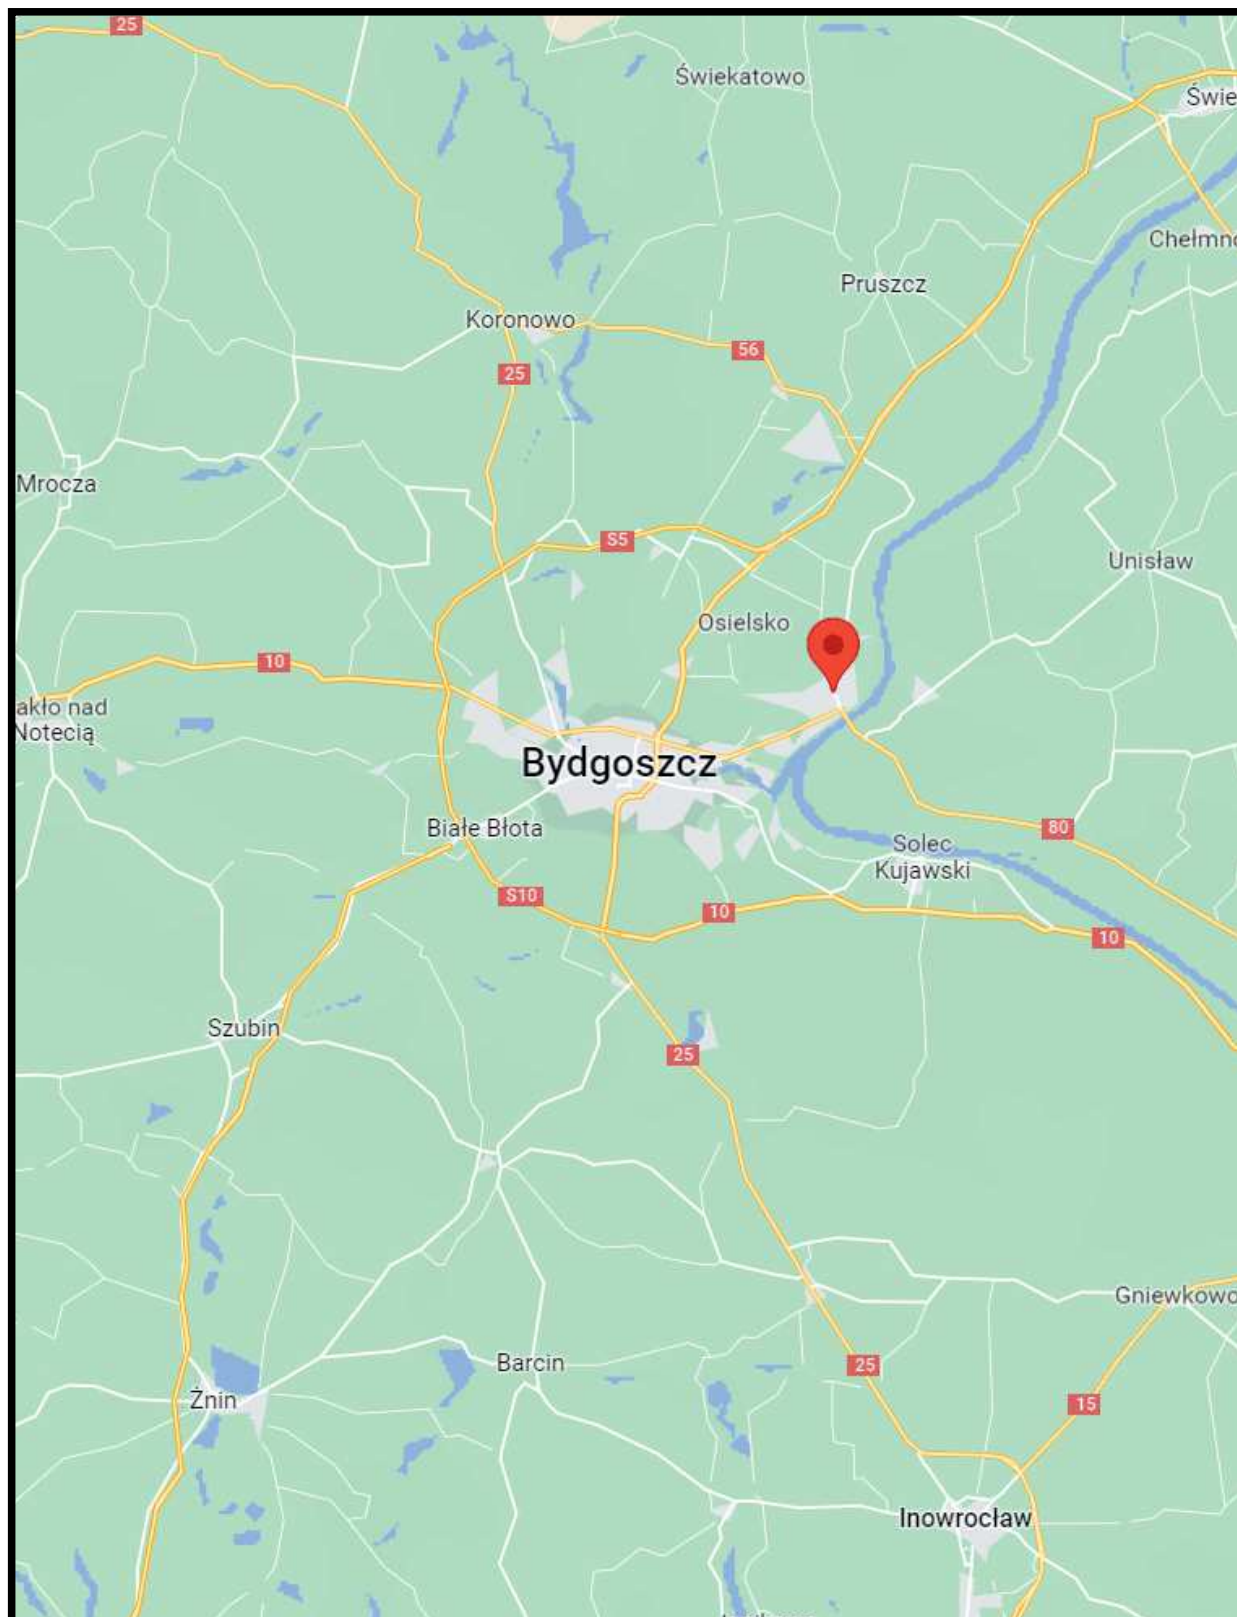 25
Świekatowo
Świe
Chełmno
Pruszcz
Koronowo
56
25
Mrocza
S5
Unisław
Osielsko
10
akło nad
Notecią
Bydgoszcz
Białe Błota
80
Solec
Kujawski
S10
10
10
Szubin
25
Gniewkowo
Barcin
25
Żnin
15
Inowrocław